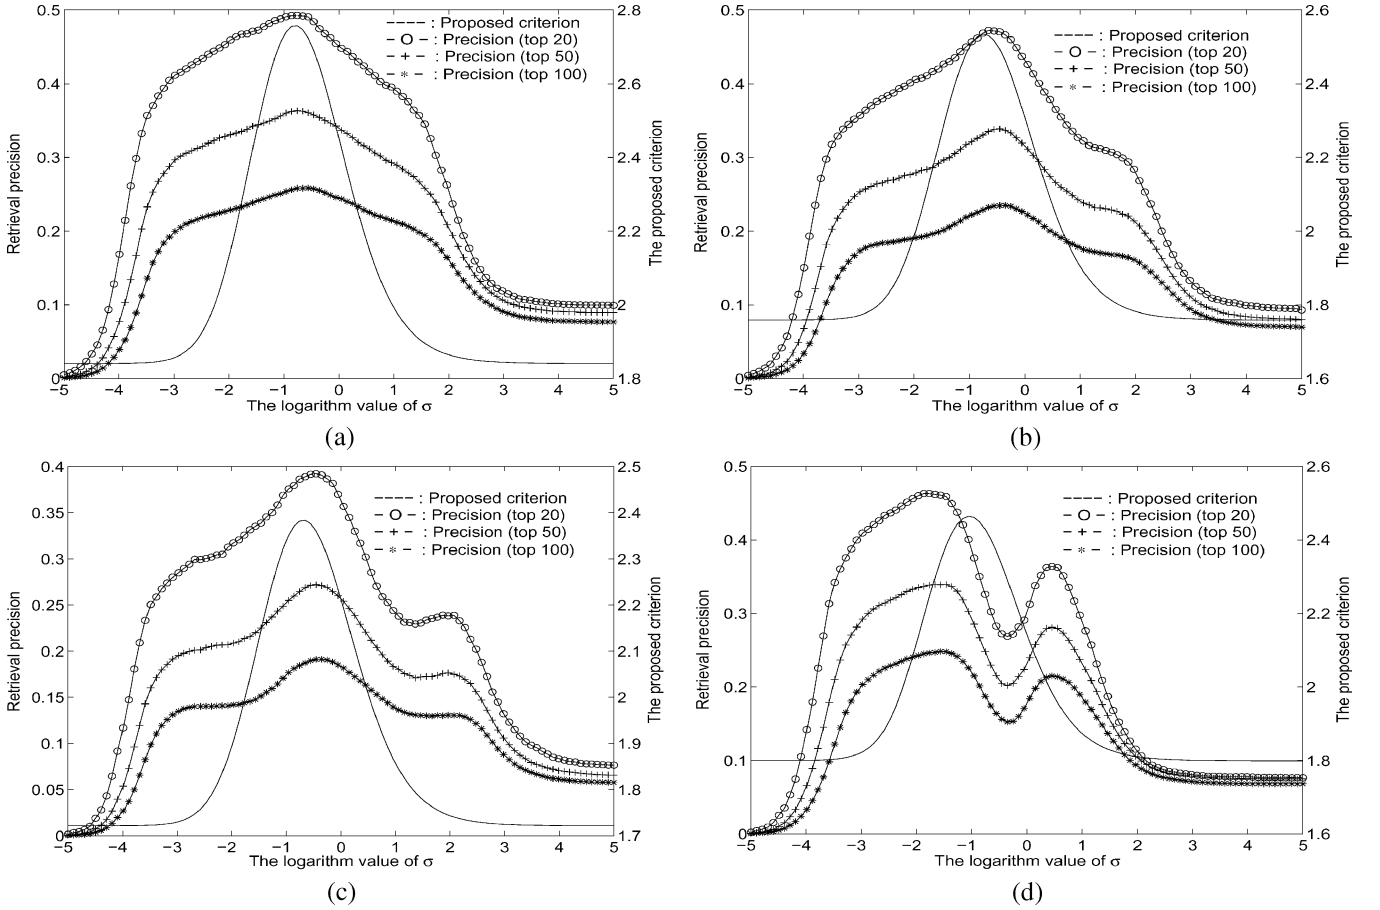 0.5
0.4
0.3
0.2
0.1
0
2.8
2.6
2.4
2.2
2
1.8
−5 −4 −3 −2 −1 0 1 2 3 4 5
Retrieval precision
The proposed criterion
The logarithm value of σ
−−−− : Proposed criterion
− O − : Precision (top 20)
− + − : Precision (top 50)
− * − : Precision (top 100)
(a)
0.5
0.4
0.3
0.2
0.1
0
2.6
2.4
2.2
2
1.8
1.6
−5 −4 −3 −2 −1 0 1 2 3 4 5
Retrieval precision
The proposed criterion
The logarithm value of σ
−−−− : Proposed criterion
− O − : Precision (top 20)
− + − : Precision (top 50)
− * − : Precision (top 100)
(b)
0.4
0.35
0.3
0.25
0.2
0.15
0.1
0.05
0
2.5
2.4
2.3
2.2
2.1
2
1.9
1.8
1.7
−5 −4 −3 −2 −1 0 1 2 3 4 5
Retrieval precision
The proposed criterion
The logarithm value of σ
−−−− : Proposed criterion
− O − : Precision (top 20)
− + − : Precision (top 50)
− * − : Precision (top 100)
(c)
0.5
0.4
0.3
0.2
0.1
0
2.6
2.4
2.2
2
1.8
1.6
−5 −4 −3 −2 −1 0 1 2 3 4 5
Retrieval precision
The proposed criterion
The logarithm value of σ
−−−− : Proposed criterion
− O − : Precision (top 20)
− + − : Precision (top 50)
− * − : Precision (top 100)
(d)